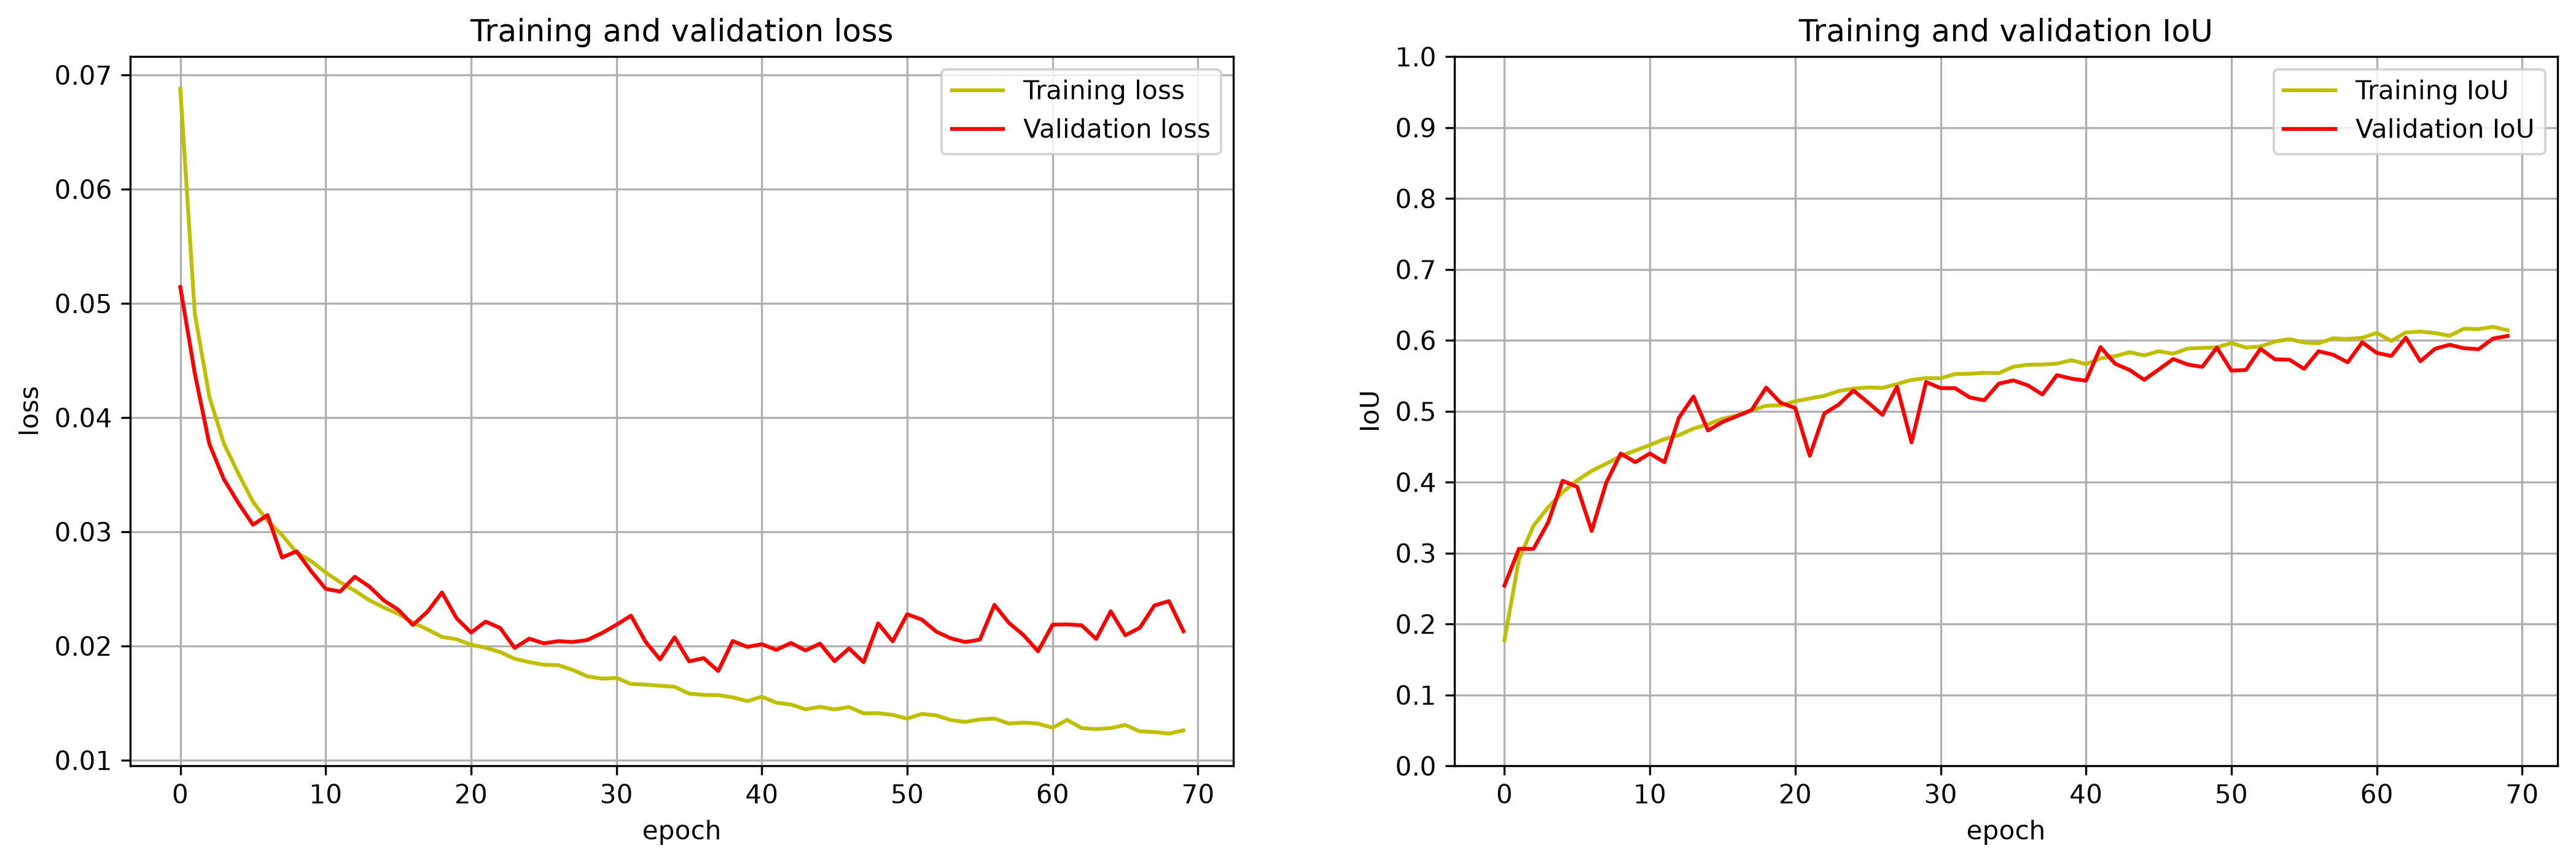 Training and validation loss
0.07
0.06
0.05
0.04
0.03
0.02
0.01
loss
Training loss
Validation loss
0 10 20 30 40 50 60 70
epoch
Training and validation IoU
1.0
0.9
0.8
0.7
0.6
0.5
0.4
0.3
0.2
0.1
0.0
IoU
Training IoU
Validation IoU
0 10 20 30 40 50 60 70
epoch